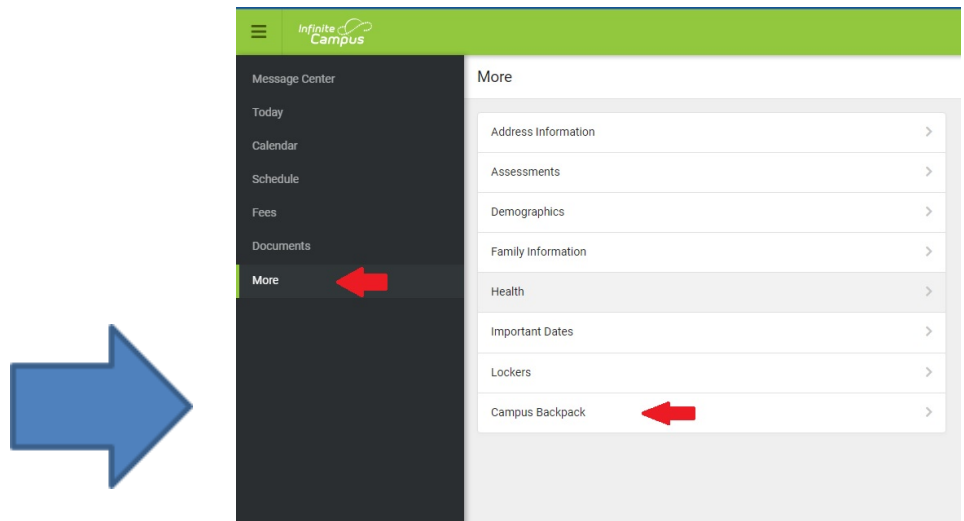 Infinite
Campus
Message Center
Today
Calendar
Schedule
Fees
Documents
More
More
Address Information
Assessments
Demographics
Family Information
Health
Important Dates
Lockers
Campus Backpack